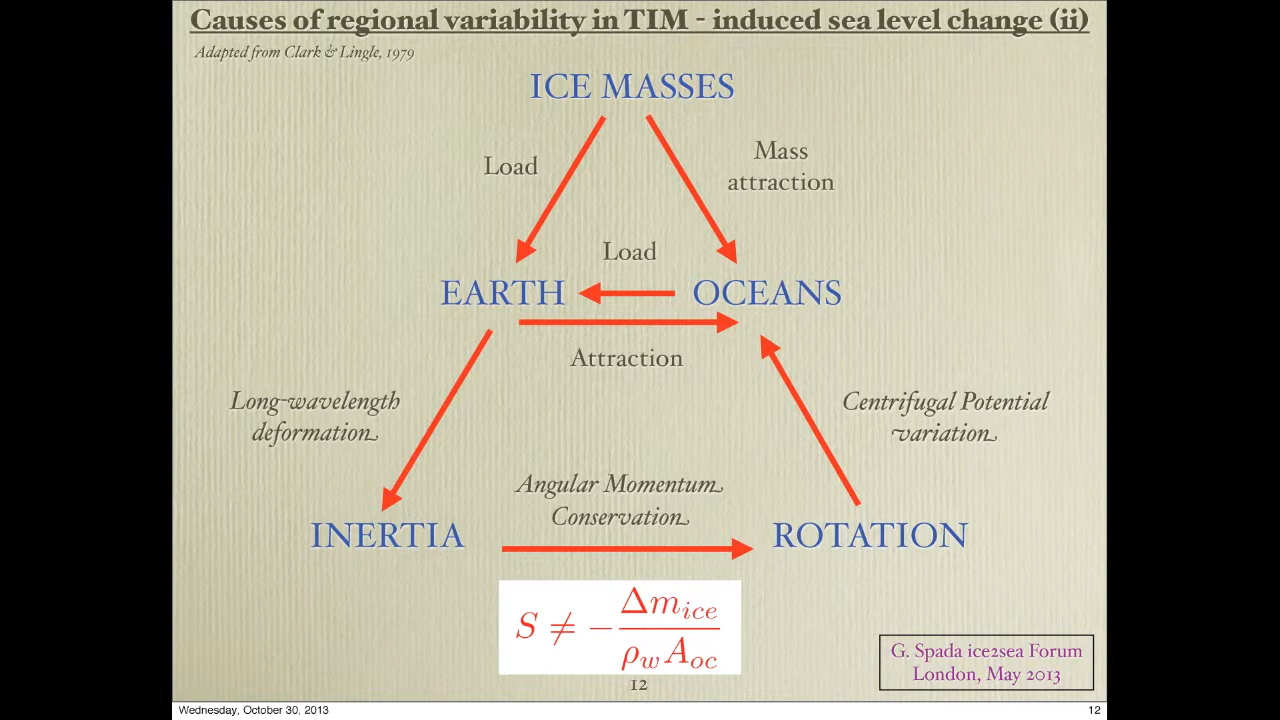 Causes of regional variability in TIM - induced sea level change (ii)
Adapted from Clark & Lingle, 1979
ICE MASSES
Load
Mass
attraction
Load
EARTH
OCEANS
Attraction
Long-wavelength
deformation
Centrifugal Potential
variation
Angular Momentum
Conservation
INERTIA
ROTATION
S ≠ - Δm_ice / ρ_w A_oc
G. Spada ice2sea Forum
London, May 2013
12
Wednesday, October 30, 2013
12